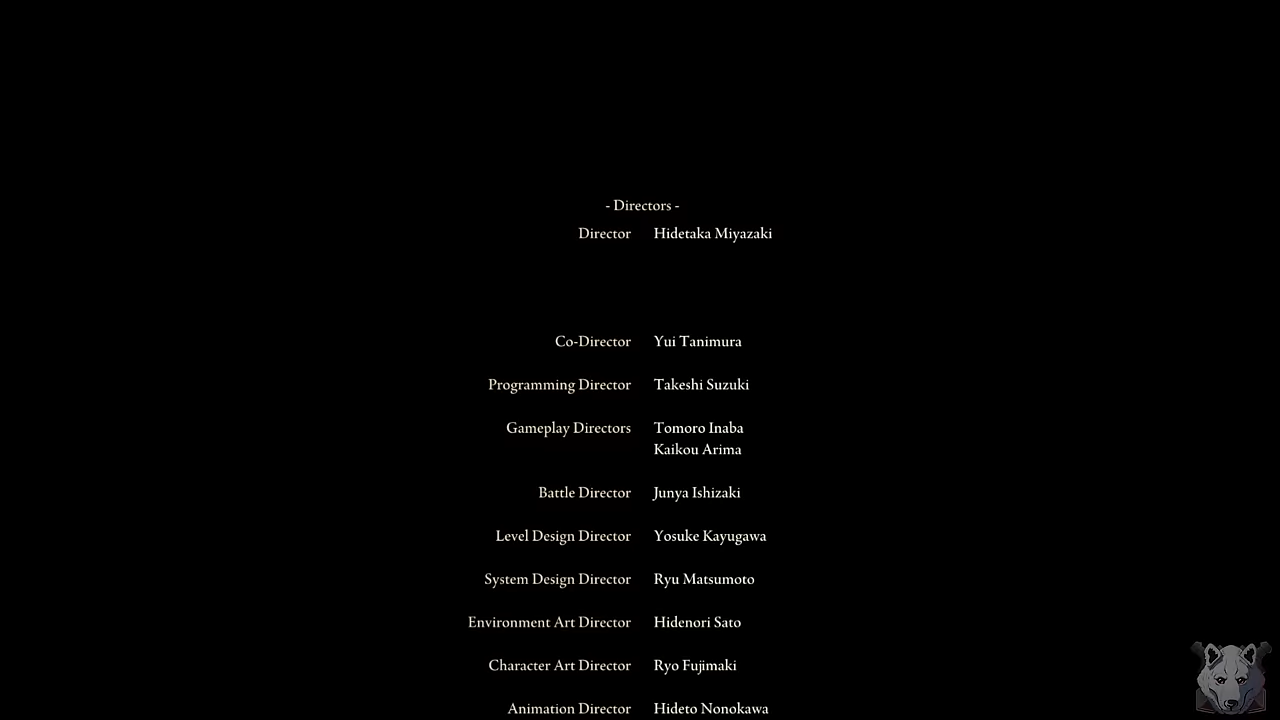 - Directors -
Director Hidetaka Miyazaki
Co-Director Yui Tanimura
Programming Director Takeshi Suzuki
Gameplay Directors Tomoro Inaba
Kaikou Arima
Battle Director Junya Ishizaki
Level Design Director Yosuke Kayugawa
System Design Director Ryu Matsumoto
Environment Art Director Hidenori Sato
Character Art Director Ryo Fujimaki
Animation Director Hideto Nonokawa